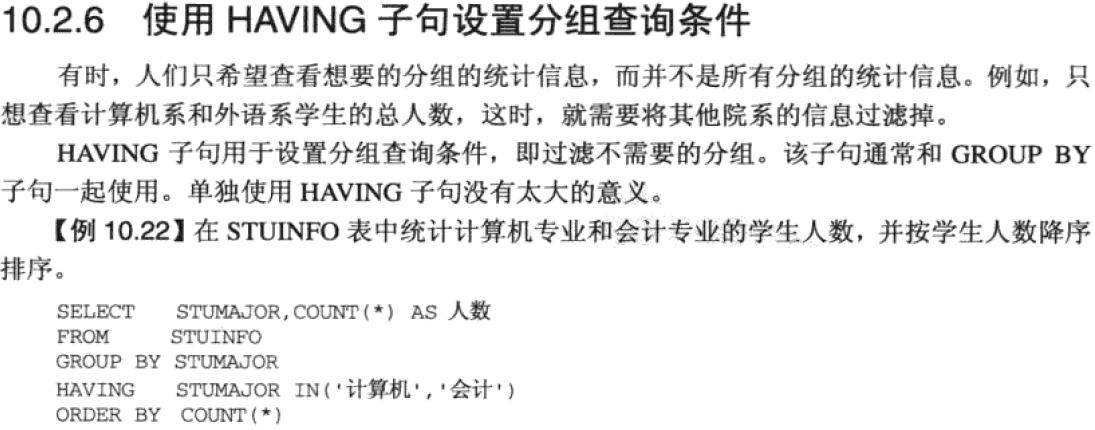 10.2.6 使用 HAVING 子句设置分组查询条件
有时，人们只希望查看想要的分组的统计信息，而并不是所有分组的统计信息。例如，只
想查看计算机系和外语系学生的总人数，这时，就需要将其他院系的信息过滤掉。
HAVING 子句用于设置分组查询条件，即过滤不需要的分组。该子句通常和 GROUP BY
子句一起使用。单独使用 HAVING 子句没有太大的意义。
【例 10.22】在 STUINFO 表中统计计算机专业和会计专业的学生人数，并按学生人数降序
排序。
SELECT STUMAJOR,COUNT(*) AS 人数
FROM STUINFO
GROUP BY STUMAJOR
HAVING STUMAJOR IN('计算机','会计')
ORDER BY COUNT(*)